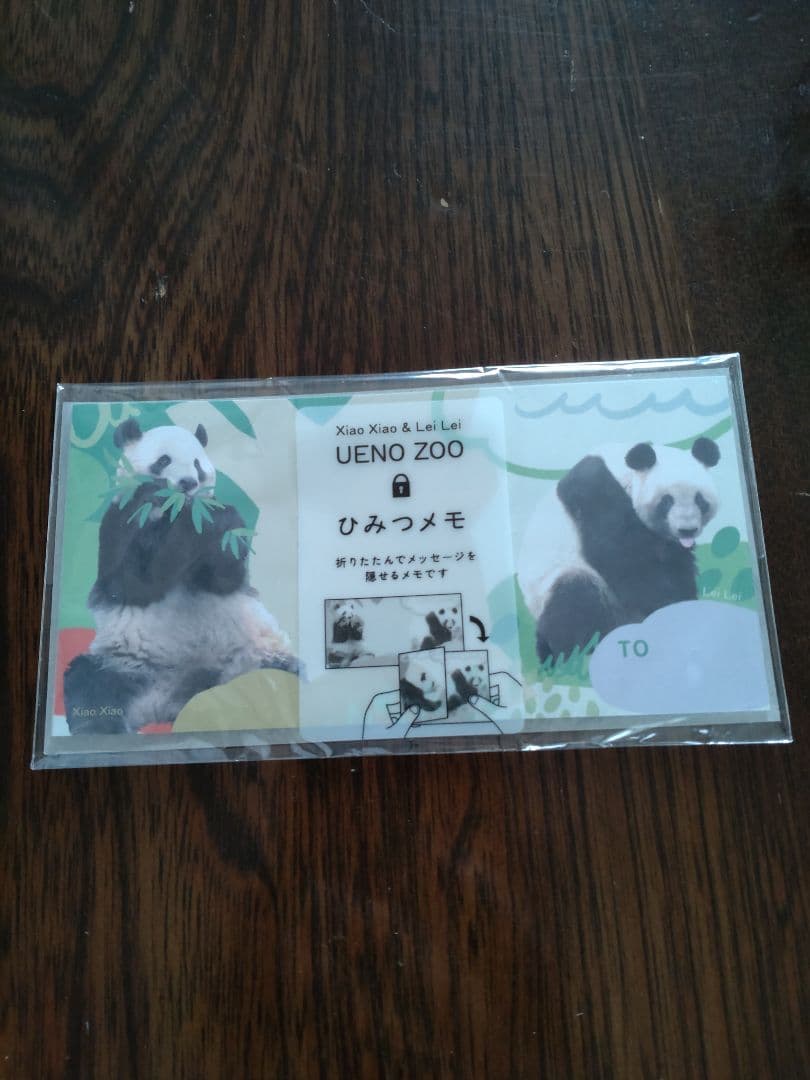 Xiao Xiao & Lei Lei
UENO ZOO
ひみつメモ
折りたたんでメッセージを
隠せるメモです
Lei Lei
TO
Xiao Xiao